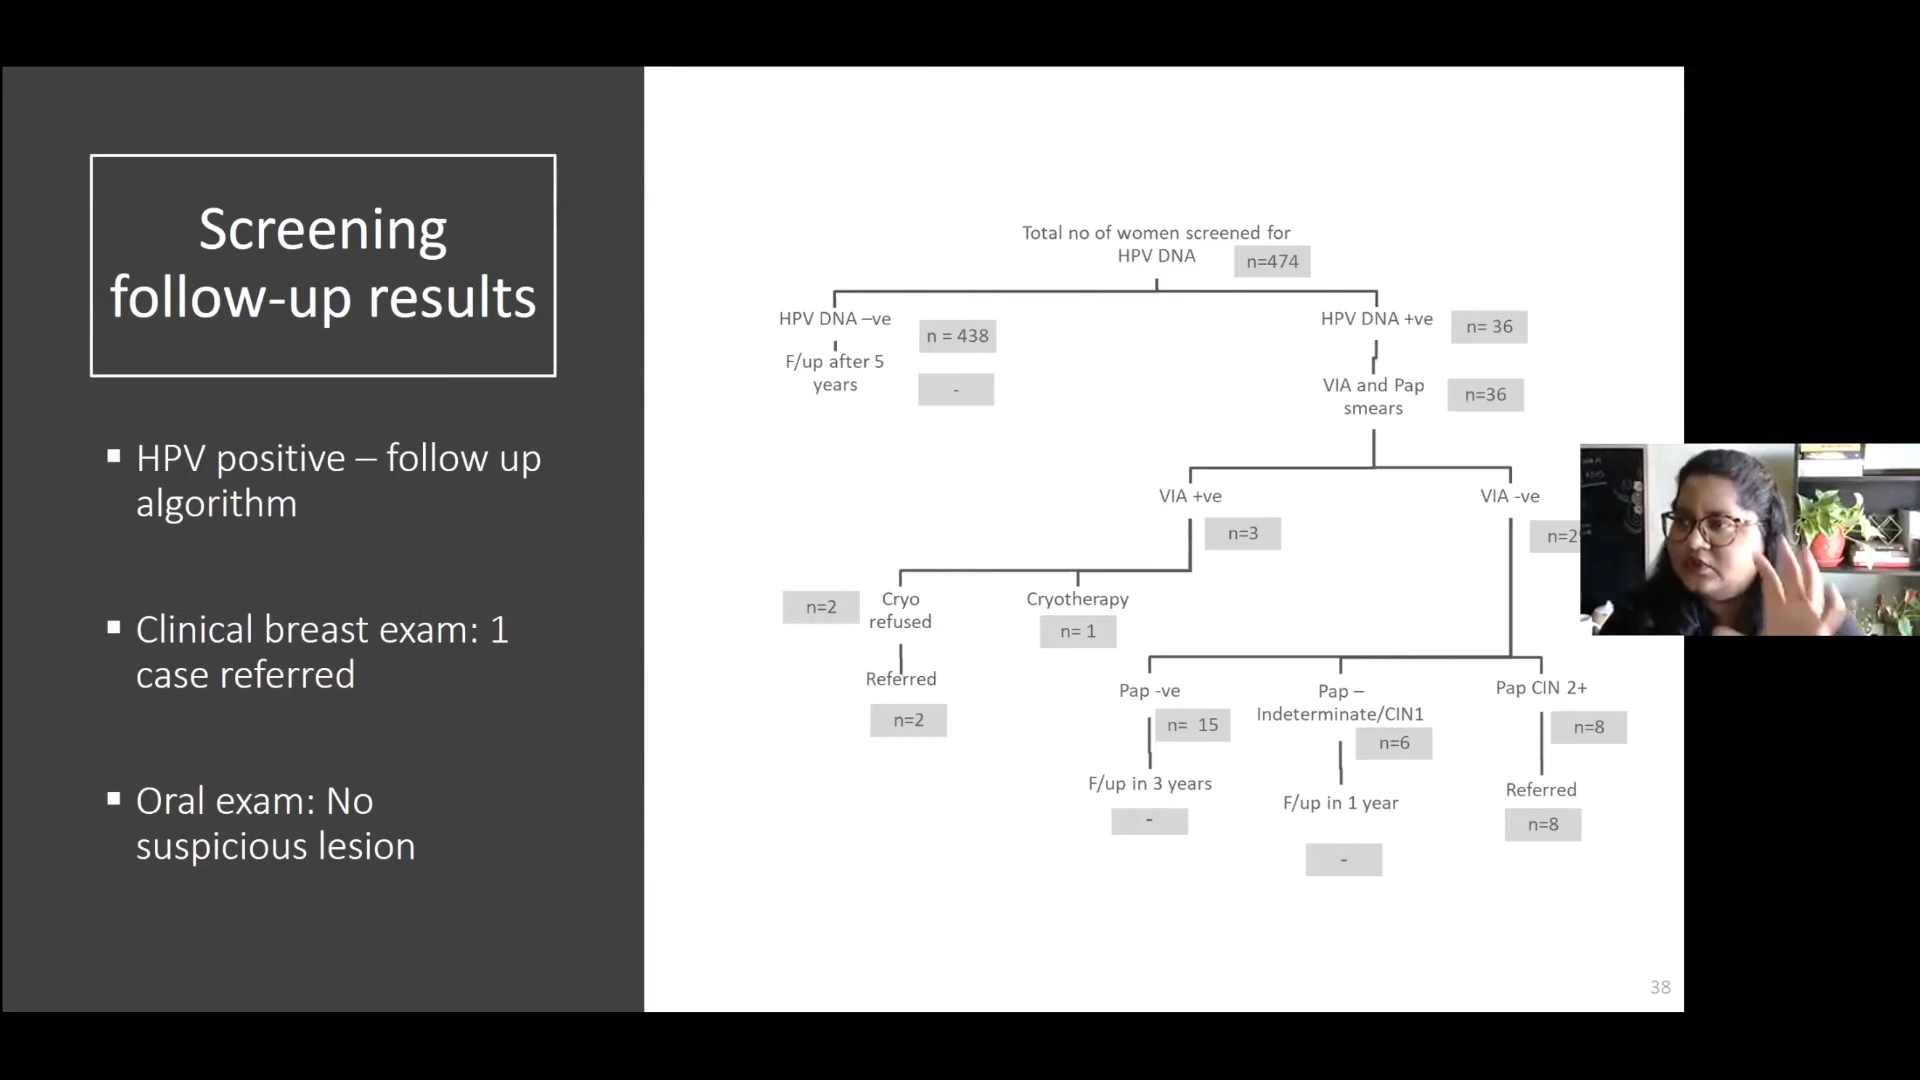 Screening
follow-up results
▪ HPV positive – follow up
algorithm
▪ Clinical breast exam: 1
case referred
▪ Oral exam: No
suspicious lesion
Total no of women screened for
HPV DNA
n=474
HPV DNA –ve
n = 438
F/up after 5
years
-
HPV DNA +ve
n= 36
VIA and Pap
smears
n=36
VIA +ve
n=3
VIA -ve
Cryo
refused
n=2
Cryotherapy
n= 1
Referred
n=2
Pap -ve
n= 15
Pap –
Indeterminate/CIN1
n=6
Pap CIN 2+
n=8
F/up in 3 years
-
F/up in 1 year
-
Referred
n=8
38